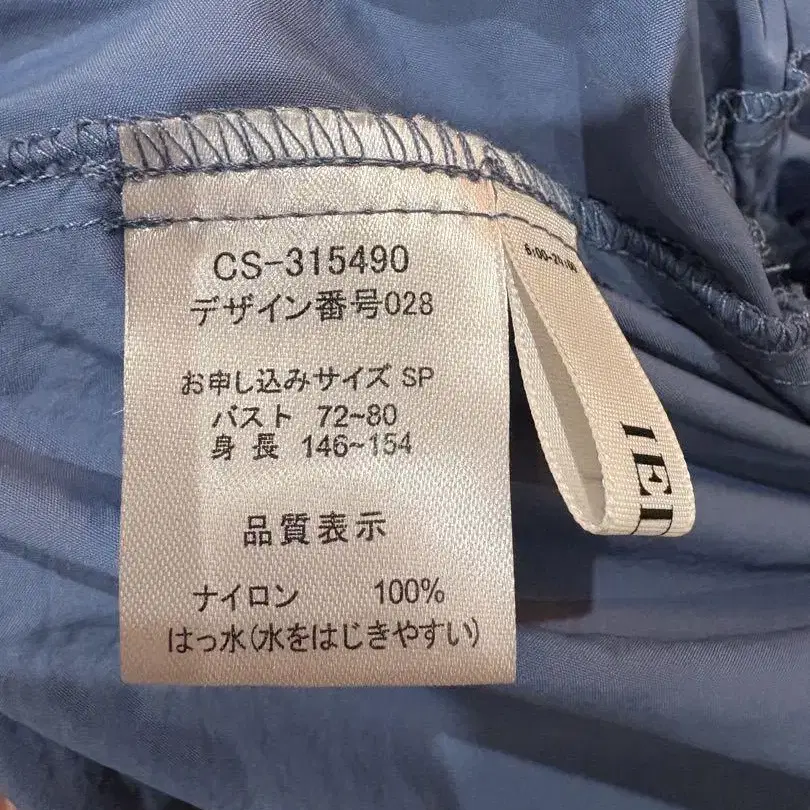 CS-315490
デザイン番号028
お申し込みサイズ SP
バスト 72~80
身 長 146~154
品質表示
ナイロン 100%
はっ水(水をはじきやすい)